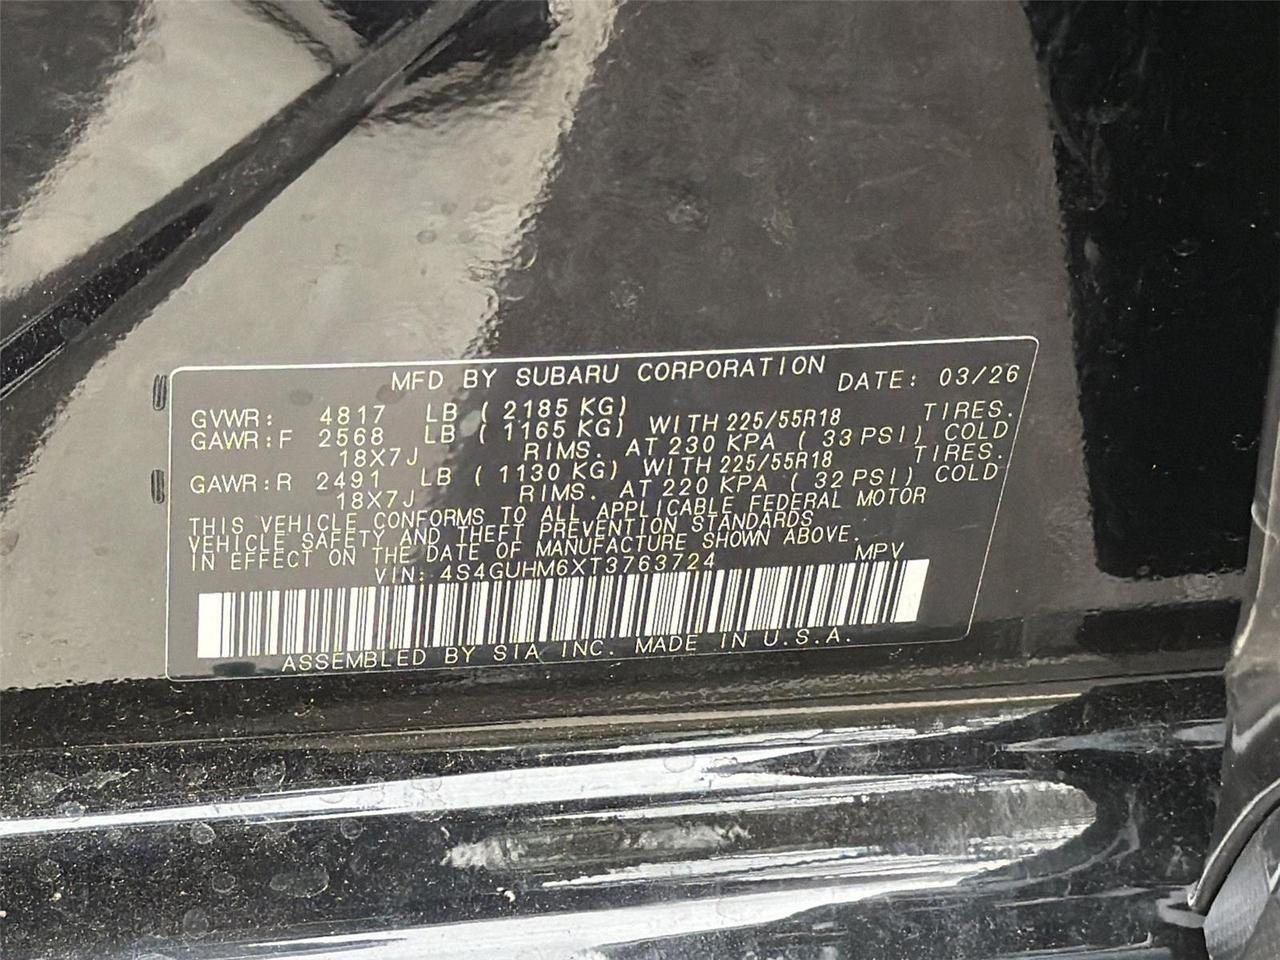 MFD BY SUBARU CORPORATION DATE: 03/26
GVWR: 4817 LB ( 2185 KG)
GAWR:F 2568 LB ( 1165 KG) WITH 225/55R18 TIRES.
18X7J RIMS. AT 230 KPA ( 33 PSI) COLD
GAWR:R 2491 LB ( 1130 KG) WITH 225/55R18 TIRES.
18X7J RIMS. AT 220 KPA ( 32 PSI) COLD
THIS VEHICLE CONFORMS TO ALL APPLICABLE FEDERAL MOTOR
VEHICLE SAFETY AND THEFT PREVENTION STANDARDS
IN EFFECT ON THE DATE OF MANUFACTURE SHOWN ABOVE.
VIN: 4S4GUHM6XT3763724 MPV
ASSEMBLED BY SIA INC. MADE IN U.S.A.